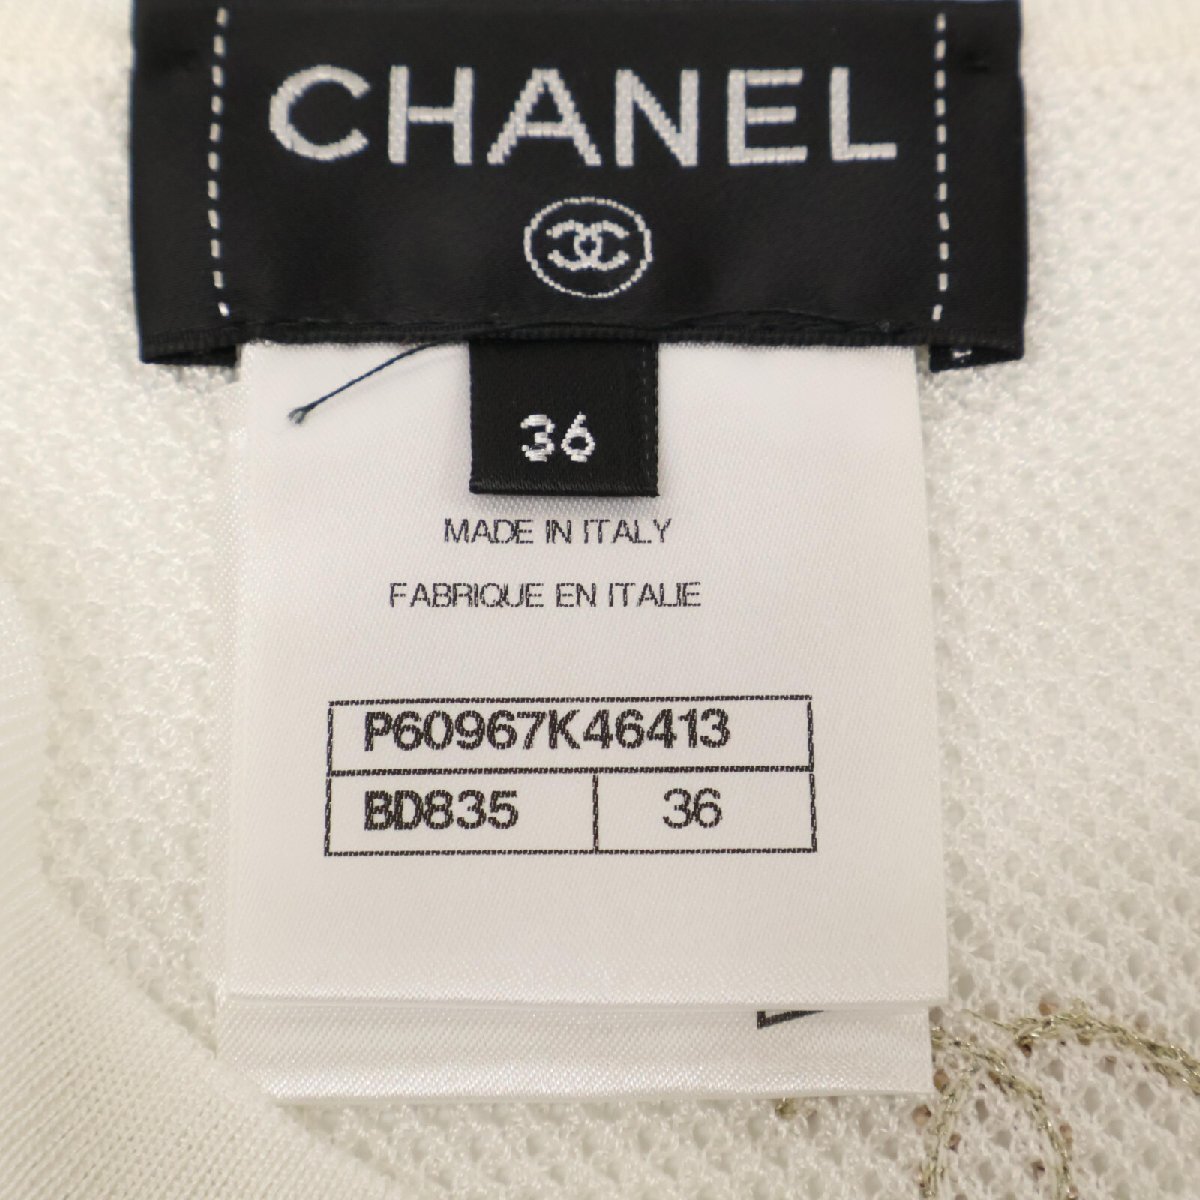 CHANEL
36
MADE IN ITALY
FABRIQUE EN ITALIE
P60967K46413
BD835 36